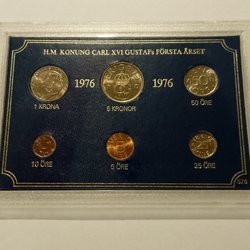 H.M. KONUNG CARL XVI GUSTAFs FÖRSTA ÅRSET
1976 1976
1 KRONA 5 KRONOR 50 ÖRE
10 ÖRE 5 ÖRE 25 ÖRE